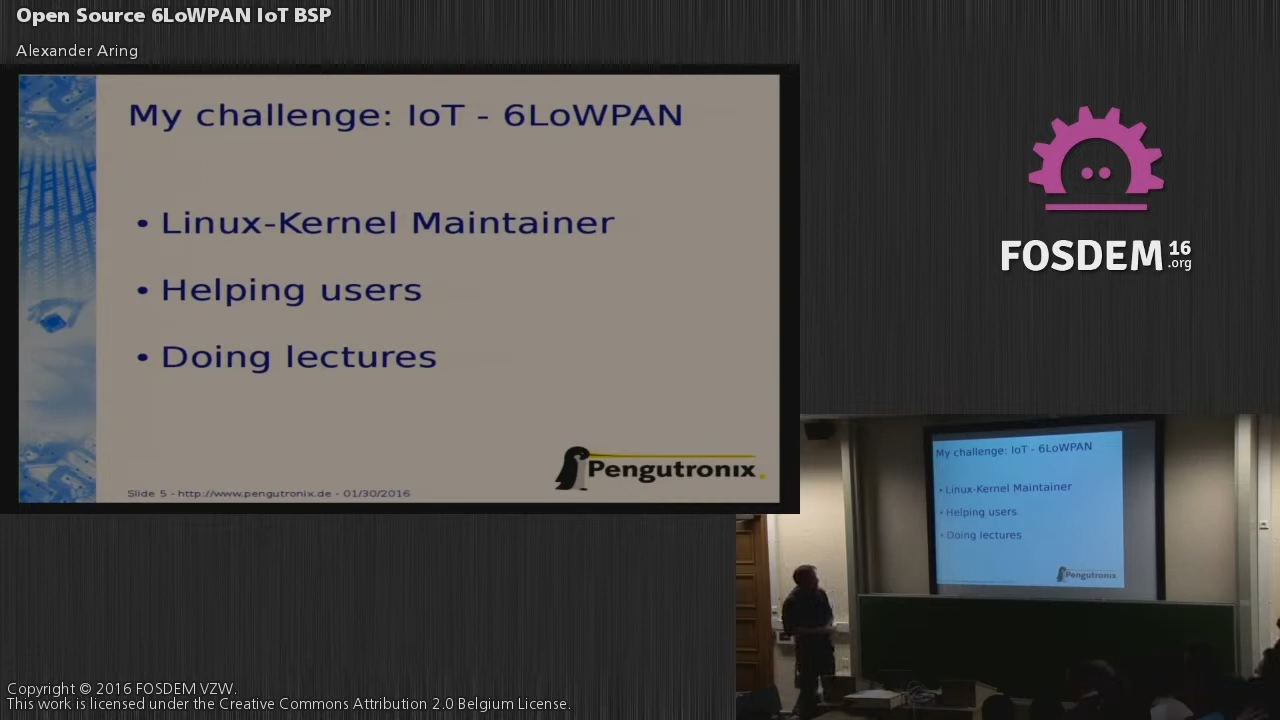 Open Source 6LoWPAN IoT BSP
Alexander Aring
My challenge: IoT - 6LoWPAN
• Linux-Kernel Maintainer
• Helping users
• Doing lectures
Pengutronix
Slide 5 - http://www.pengutronix.de - 01/30/2016
FOSDEM 16 .org
My challenge: IoT - 6LoWPAN
• Linux-Kernel Maintainer
• Helping users
• Doing lectures
Pengutronix
Copyright © 2016 FOSDEM VZW.
This work is licensed under the Creative Commons Attribution 2.0 Belgium License.